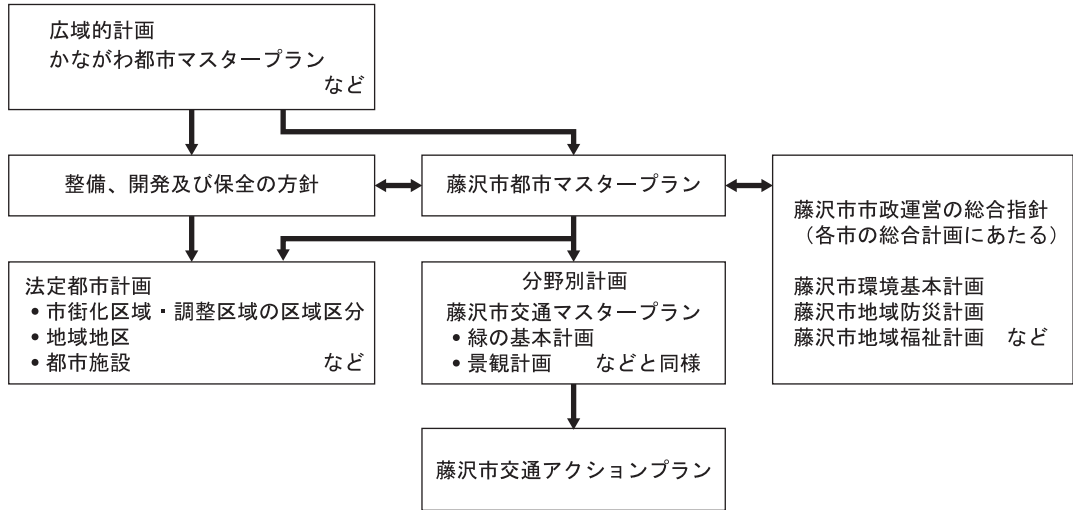 広域的計画
かながわ都市マスタープラン
など
整備、開発及び保全の方針
藤沢市都市マスタープラン
藤沢市市政運営の総合指針
（各市の総合計画にあたる）
藤沢市環境基本計画
藤沢市地域防災計画
藤沢市地域福祉計画　など
法定都市計画
• 市街化区域・調整区域の区域区分
• 地域地区
• 都市施設　など
分野別計画
藤沢市交通マスタープラン
• 緑の基本計画
• 景観計画　などと同様
藤沢市交通アクションプラン